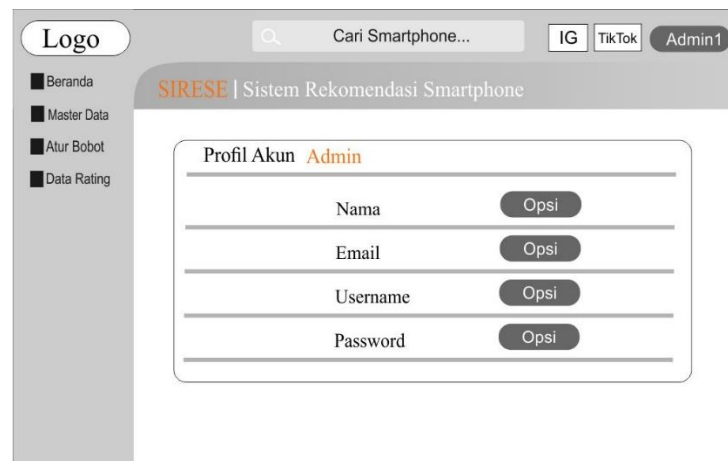 Logo
Cari Smartphone...
IG
TikTok
Admin1
Beranda
Master Data
Atur Bobot
Data Rating
SIRESE | Sistem Rekomendasi Smartphone
Profil Akun Admin
Nama Opsi
Email Opsi
Username Opsi
Password Opsi